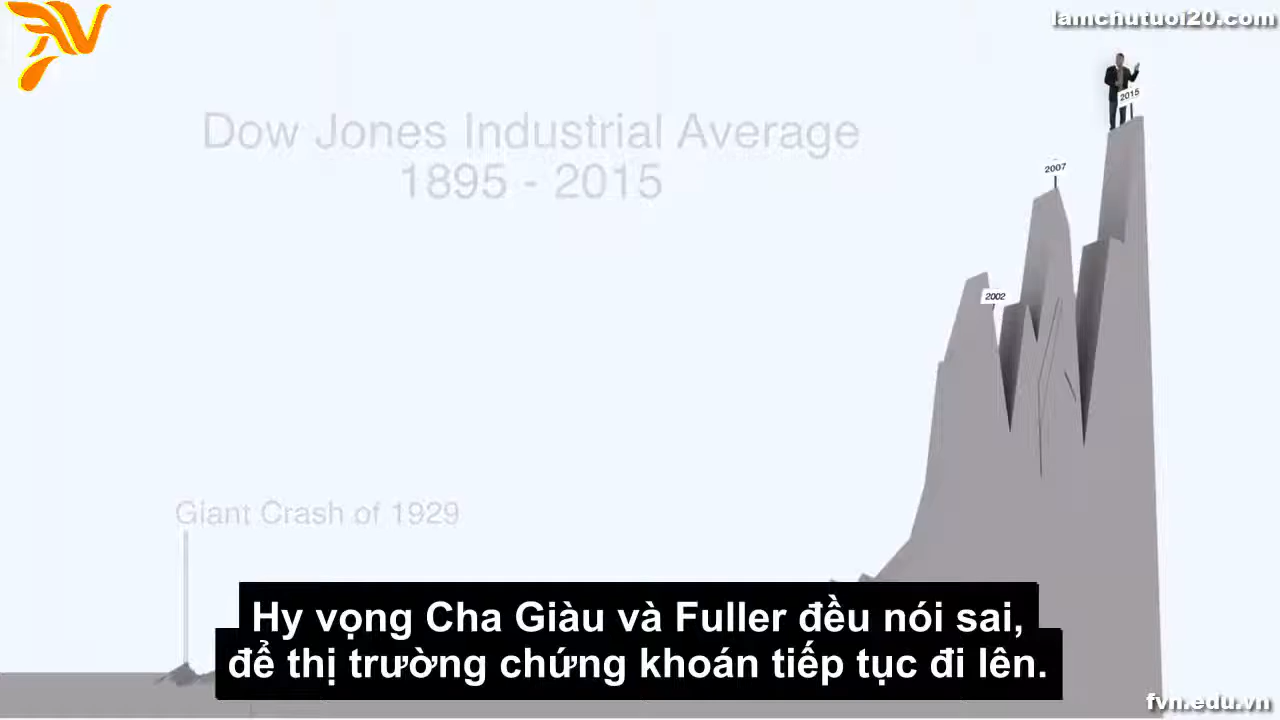 lamchutuoi20.com
2015
Dow Jones Industrial Average
1895 - 2015
2007
2002
Giant Crash of 1929
Hy vọng Cha Giàu và Fuller đều nói sai,
để thị trường chứng khoán tiếp tục đi lên.
fvn.edu.vn